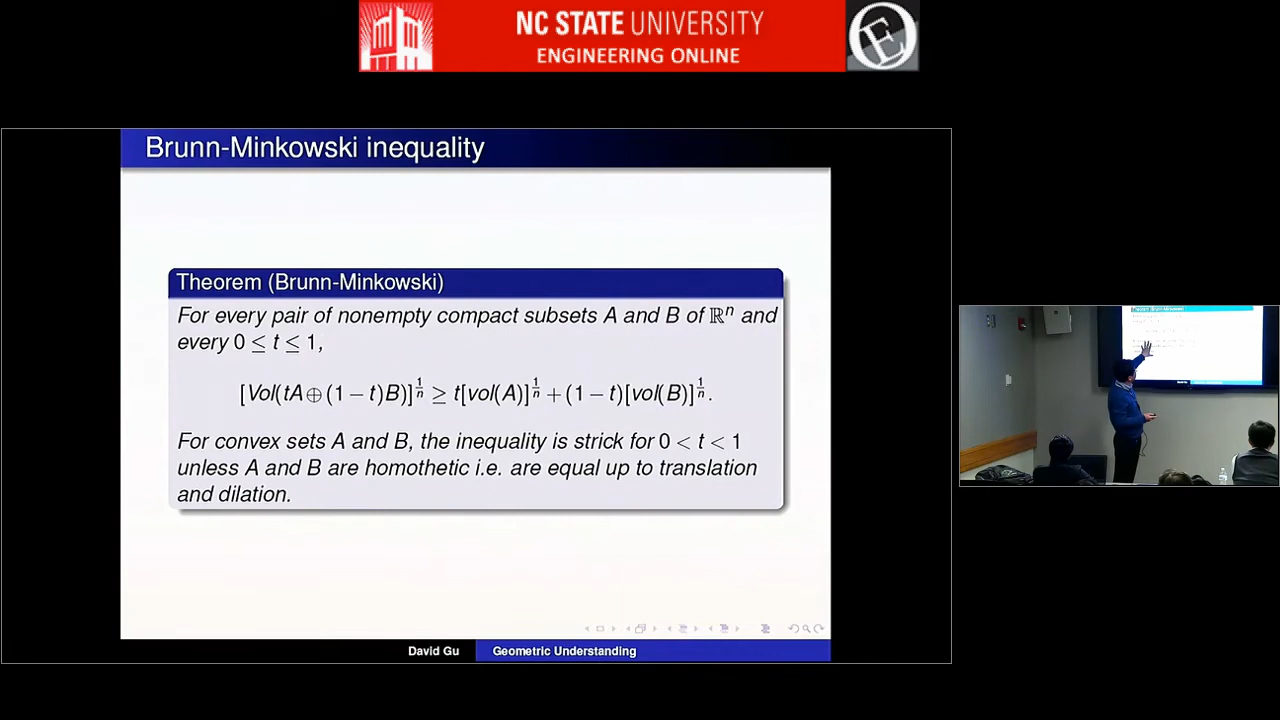 NC STATE UNIVERSITY
ENGINEERING ONLINE
Brunn-Minkowski inequality
Theorem (Brunn-Minkowski)
For every pair of nonempty compact subsets A and B of ℝⁿ and
every 0 ≤ t ≤ 1,
[Vol(tA⊕(1−t)B)]^{1/n} ≥ t[vol(A)]^{1/n} + (1−t)[vol(B)]^{1/n}.
For convex sets A and B, the inequality is strick for 0 < t < 1
unless A and B are homothetic i.e. are equal up to translation
and dilation.
David Gu
Geometric Understanding